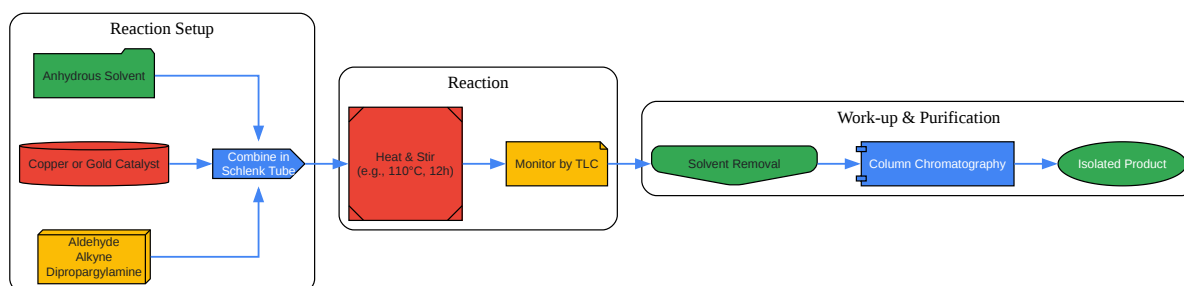 Reaction Setup
Anhydrous Solvent
Copper or Gold Catalyst
Combine in
Schlenk Tube
Aldehyde
Alkyne
Dipropargylamine
Reaction
Heat & Stir
(e.g., 110°C, 12h)
Monitor by TLC
Work-up & Purification
Solvent Removal
Column Chromatography
Isolated Product